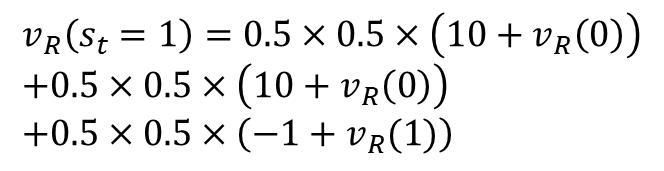 v_R(s_t = 1) = 0.5 × 0.5 × (10 + v_R(0))
+0.5 × 0.5 × (10 + v_R(0))
+0.5 × 0.5 × (−1 + v_R(1))